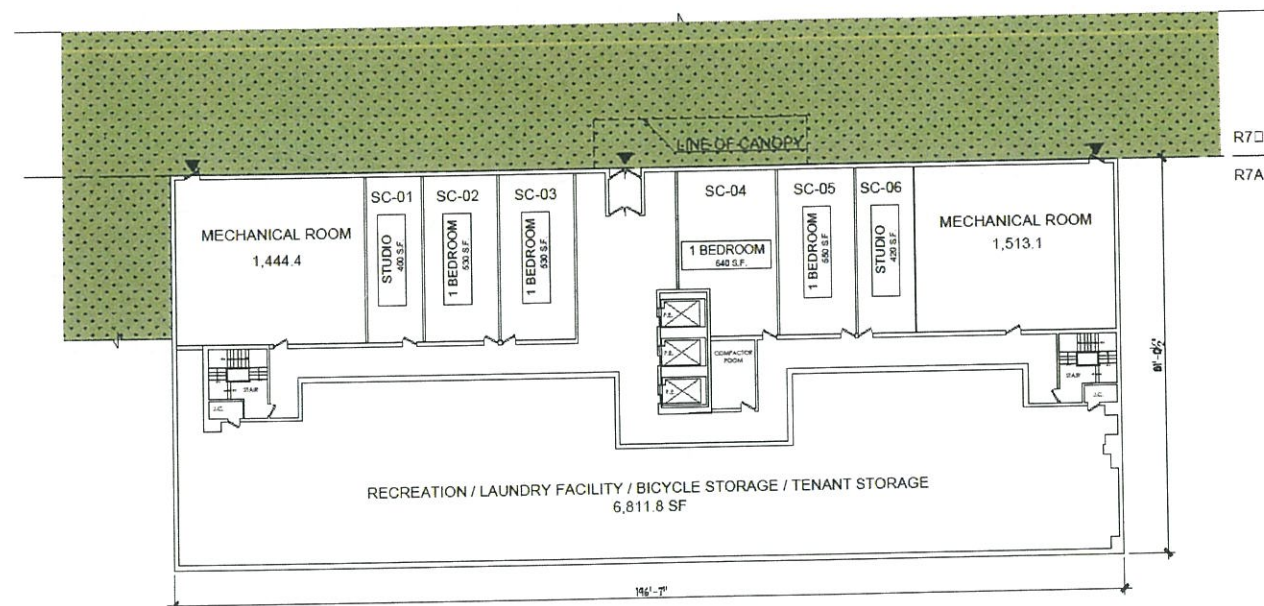 LINE OF CANOPY
R7
R7A
MECHANICAL ROOM
1,444.4
SC-01
STUDIO
400 S.F.
SC-02
1 BEDROOM
530 S.F.
SC-03
1 BEDROOM
530 S.F.
SC-04
1 BEDROOM
640 S.F.
SC-05
1 BEDROOM
550 S.F.
SC-06
STUDIO
420 S.F.
MECHANICAL ROOM
1,513.1
P.E.
P.E.
P.E.
COMPACTOR
ROOM
STAIR
J.C.
STAIR
J.C.
RECREATION / LAUNDRY FACILITY / BICYCLE STORAGE / TENANT STORAGE
6,811.8 SF
196'-7"